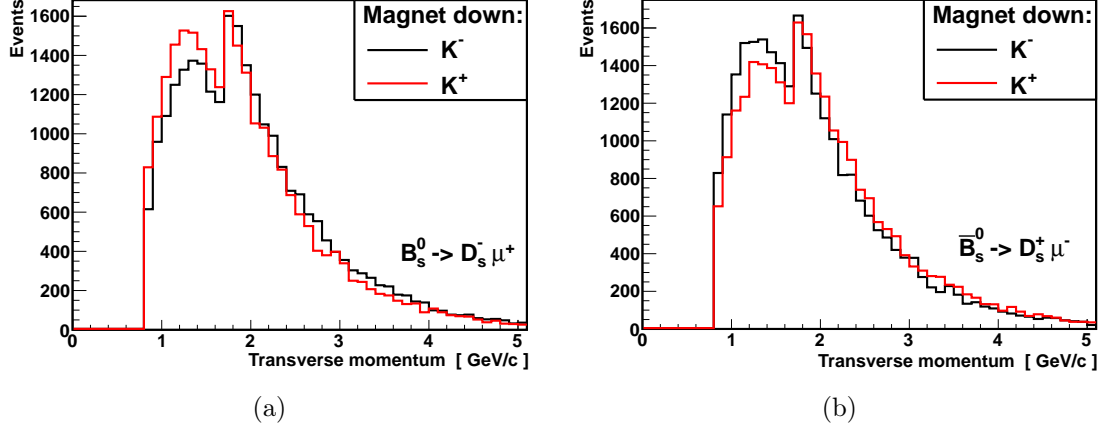 Events
1600
1400
1200
1000
800
600
400
200
0
0 1 2 3 4 5
Transverse momentum [ GeV/c ]
Magnet down:
K⁻
K⁺
B⁰ₛ -> D⁻ₛ μ⁺
(a)
Events
1600
1400
1200
1000
800
600
400
200
0
0 1 2 3 4 5
Transverse momentum [ GeV/c ]
Magnet down:
K⁻
K⁺
B̅⁰ₛ -> D⁺ₛ μ⁻
(b)